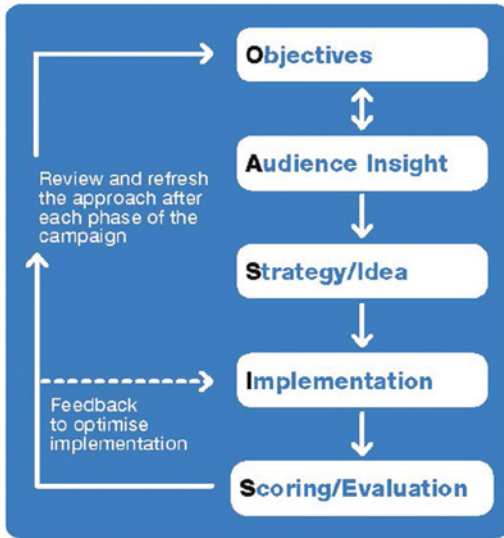 Objectives
Audience Insight
Review and refresh
the approach after
each phase of the
campaign
Strategy/Idea
Implementation
Feedback
to optimise
implementation
Scoring/Evaluation